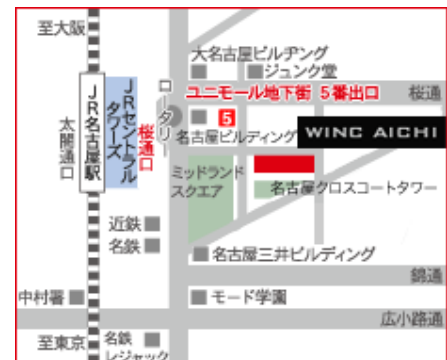 至大阪
大名古屋ビルヂング
ジュンク堂
ユニモール地下街 5番出口
桜通
ロータリー
5
名古屋ビルディング
WINC AICHI
JR名古屋駅
JRセントラルタワーズ
桜通口
太閤通口
ミッドランド
スクエア
名古屋クロスコートタワー
近鉄
名鉄
名古屋三井ビルディング
錦通
中村署
モード学園
広小路通
至東京
名鉄
レジャック